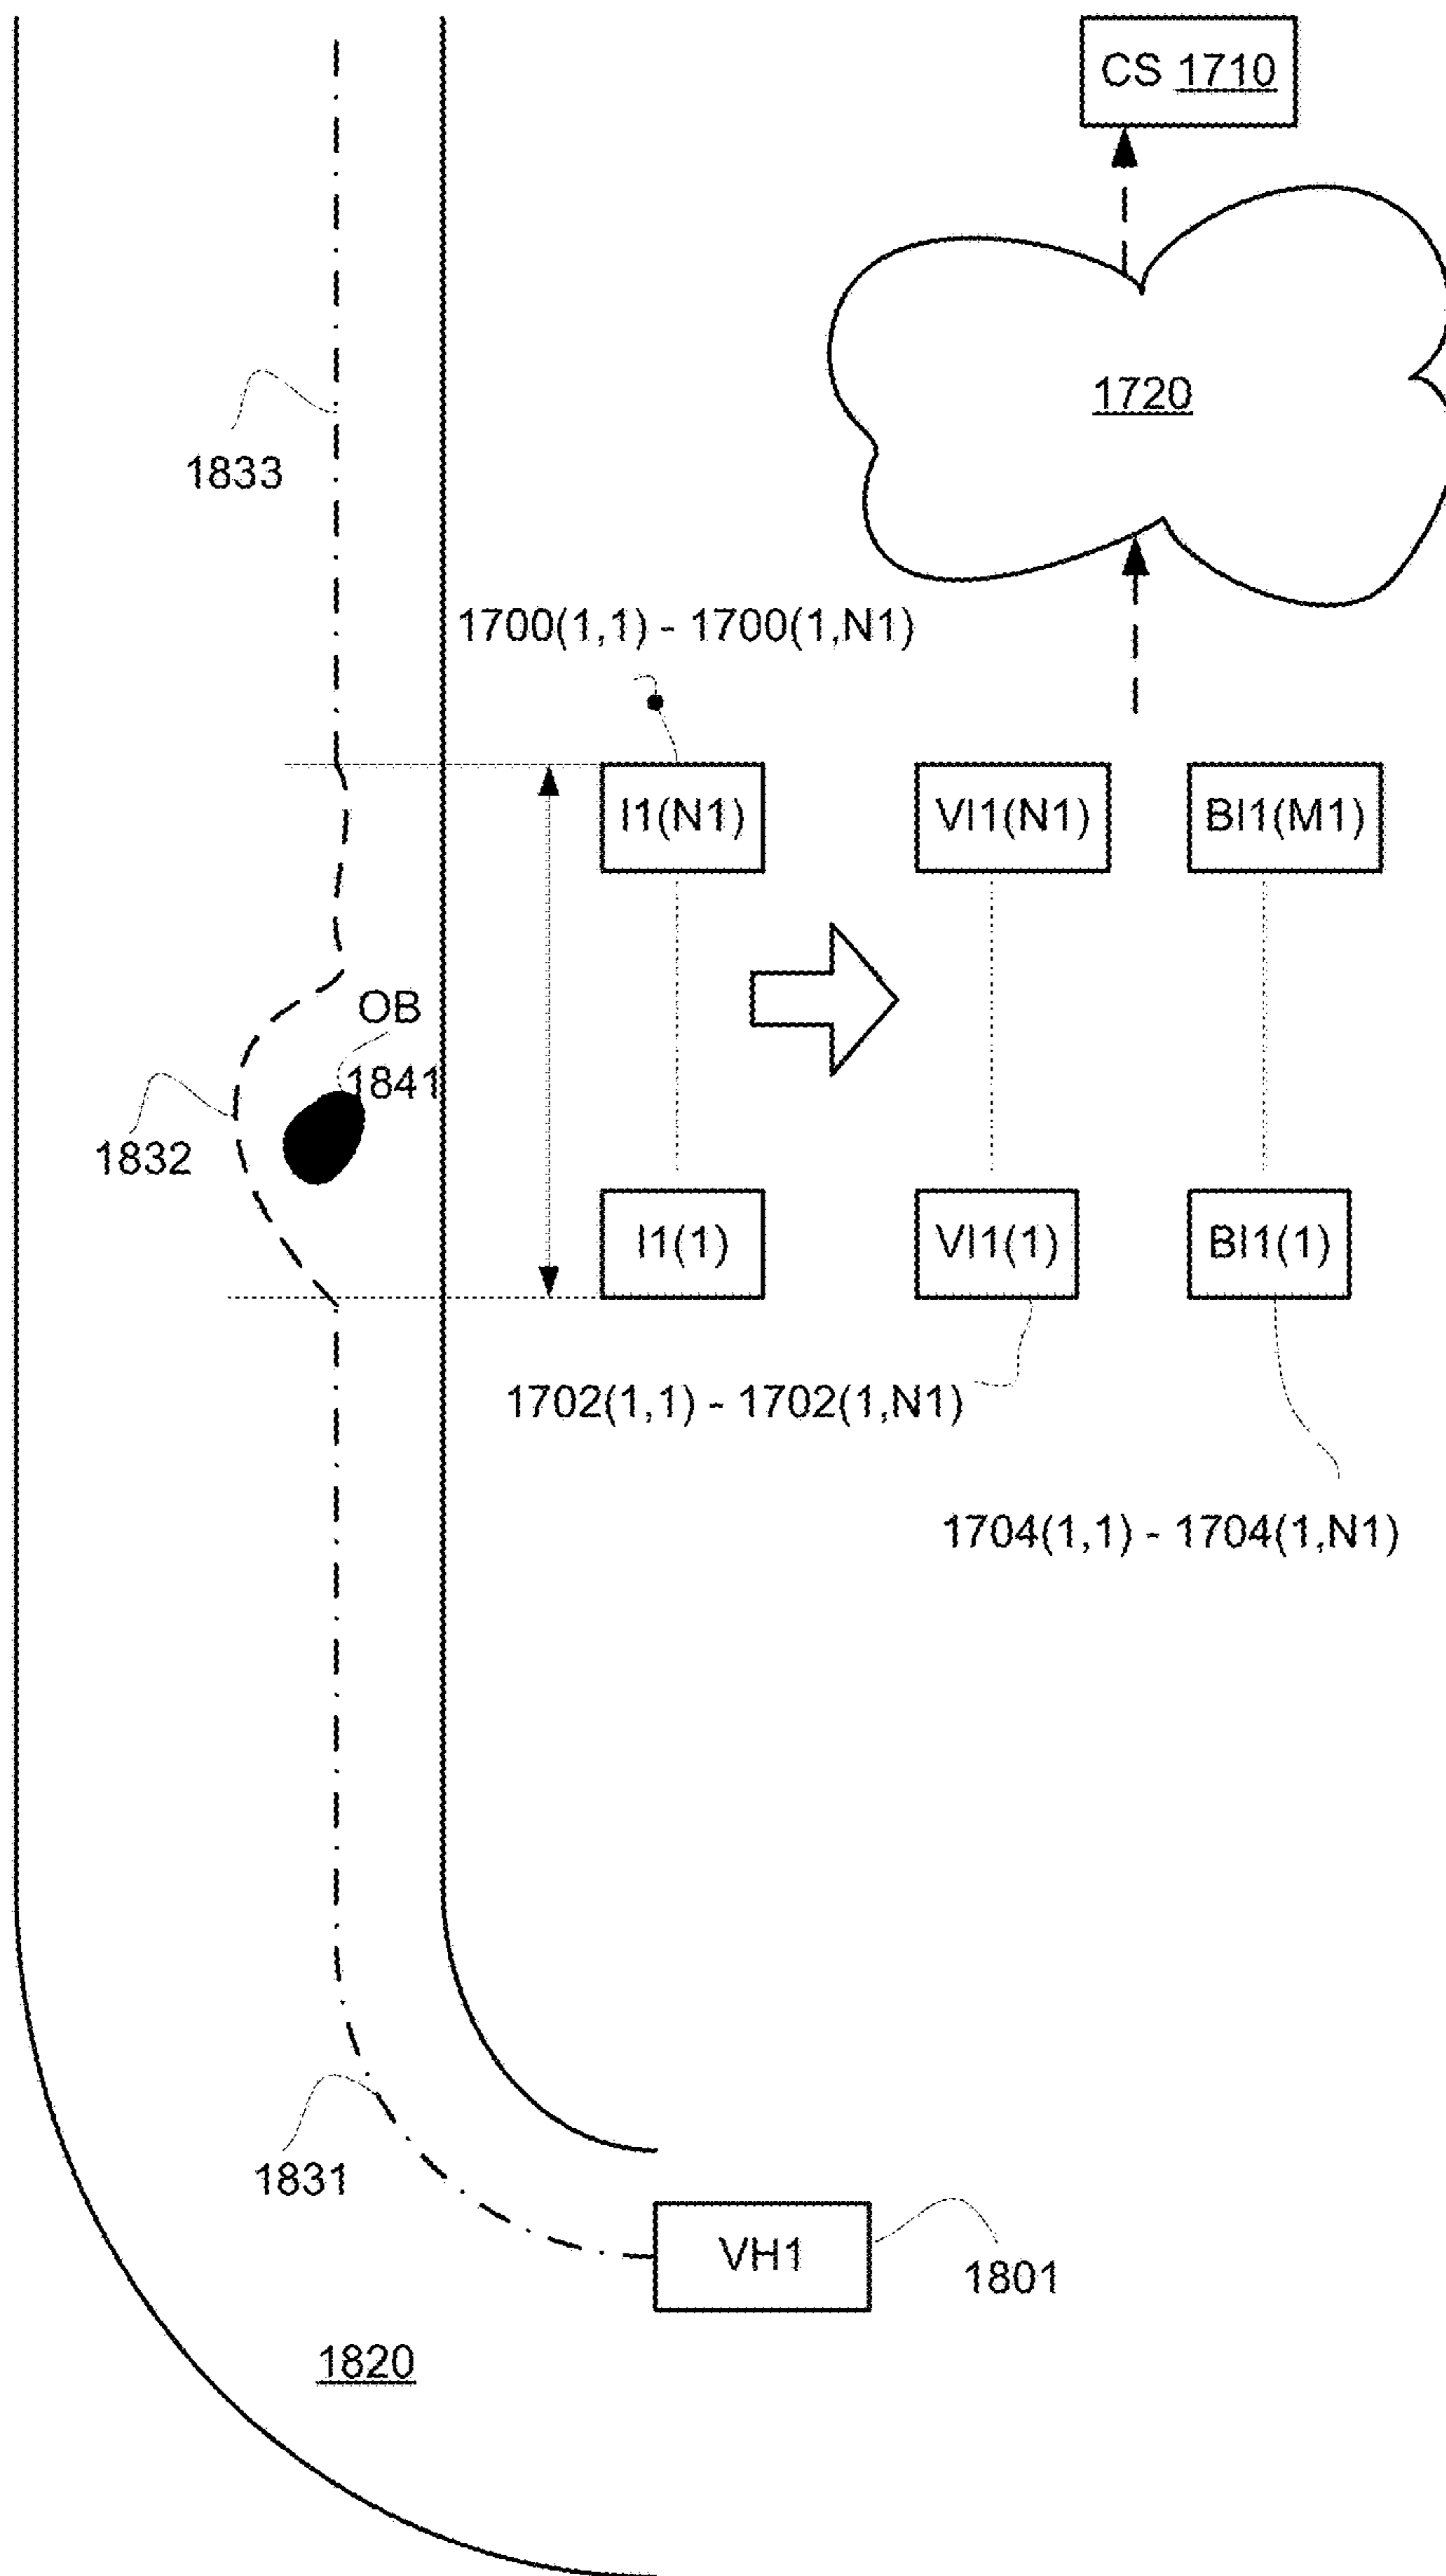 CS 1710
1720
1833
1700(1,1) - 1700(1,N1)
I1(N1)
VI1(N1)
BI1(M1)
OB
1841
1832
I1(1)
VI1(1)
BI1(1)
1702(1,1) - 1702(1,N1)
1704(1,1) - 1704(1,N1)
1831
VH1
1801
1820